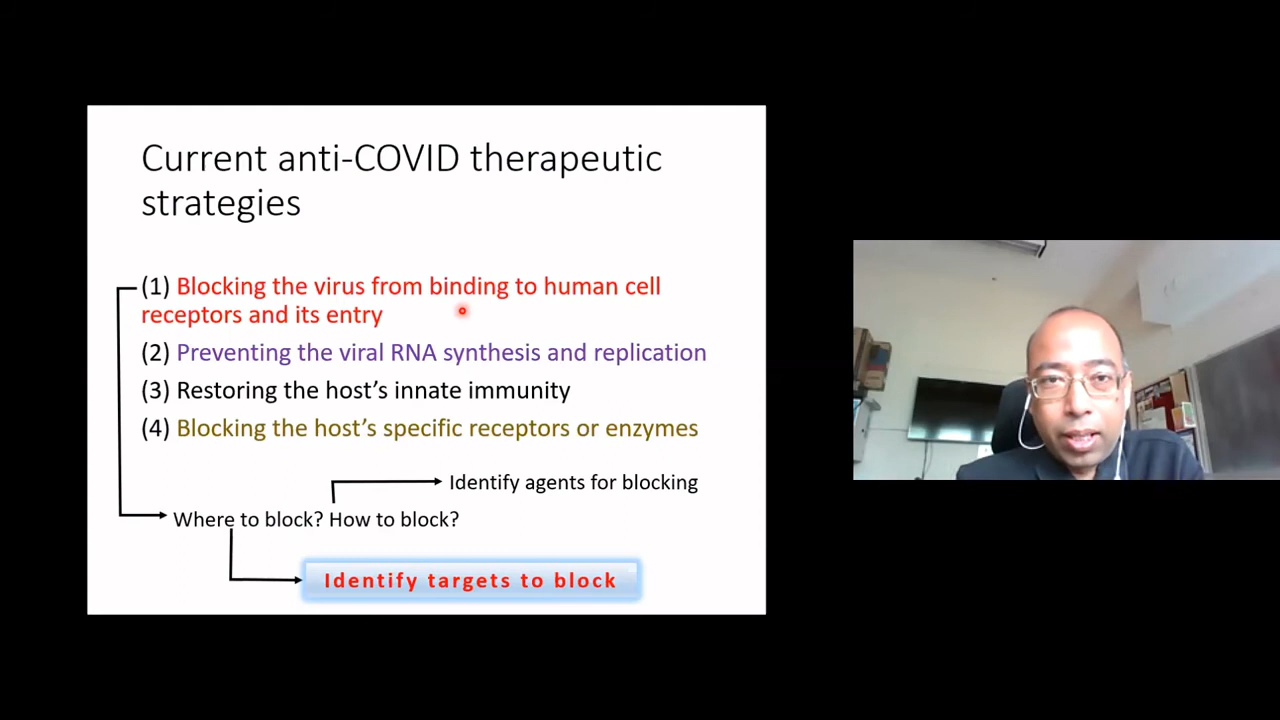 Current anti-COVID therapeutic
strategies
(1) Blocking the virus from binding to human cell
receptors and its entry
(2) Preventing the viral RNA synthesis and replication
(3) Restoring the host’s innate immunity
(4) Blocking the host’s specific receptors or enzymes
Identify agents for blocking
Where to block? How to block?
Identify targets to block